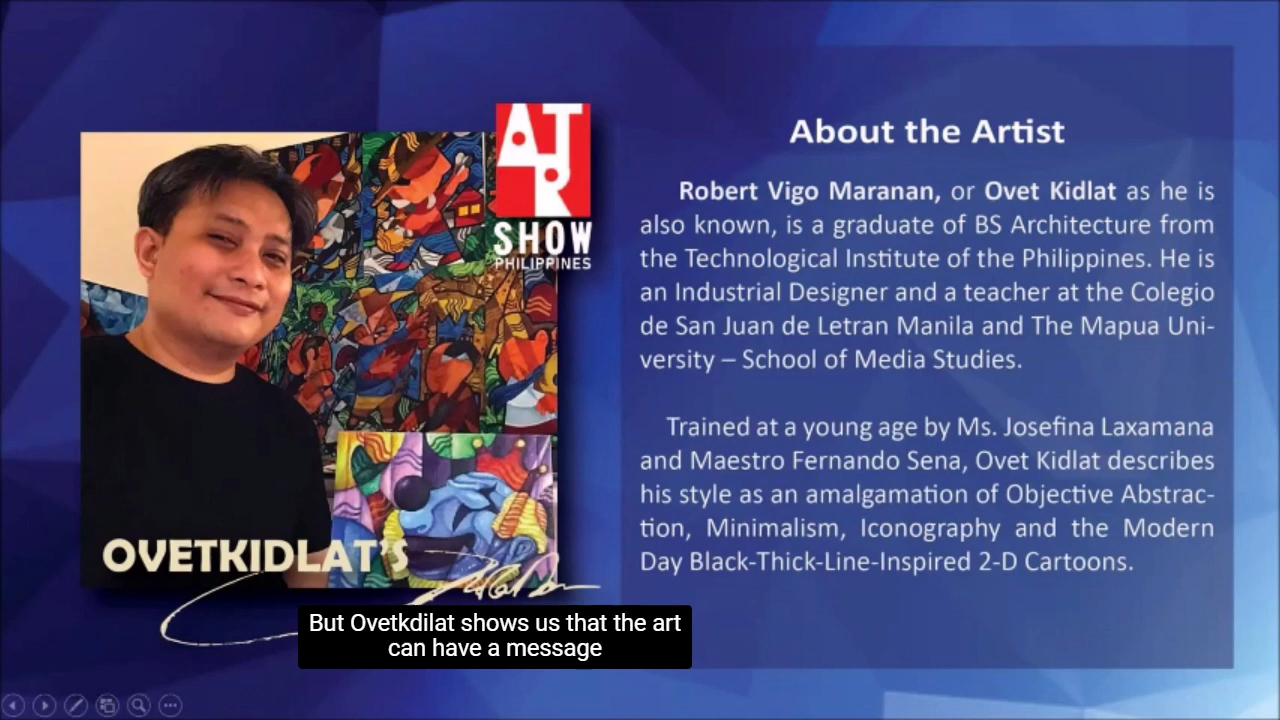 ART
SHOW
PHILIPPINES
OVETKIDLAT'S
About the Artist
Robert Vigo Maranan, or Ovet Kidlat as he is
also known, is a graduate of BS Architecture from
the Technological Institute of the Philippines. He is
an Industrial Designer and a teacher at the Colegio
de San Juan de Letran Manila and The Mapua Uni-
versity – School of Media Studies.
Trained at a young age by Ms. Josefina Laxamana
and Maestro Fernando Sena, Ovet Kidlat describes
his style as an amalgamation of Objective Abstrac-
tion, Minimalism, Iconography and the Modern
Day Black-Thick-Line-Inspired 2-D Cartoons.
But Ovetkdilat shows us that the art
can have a message